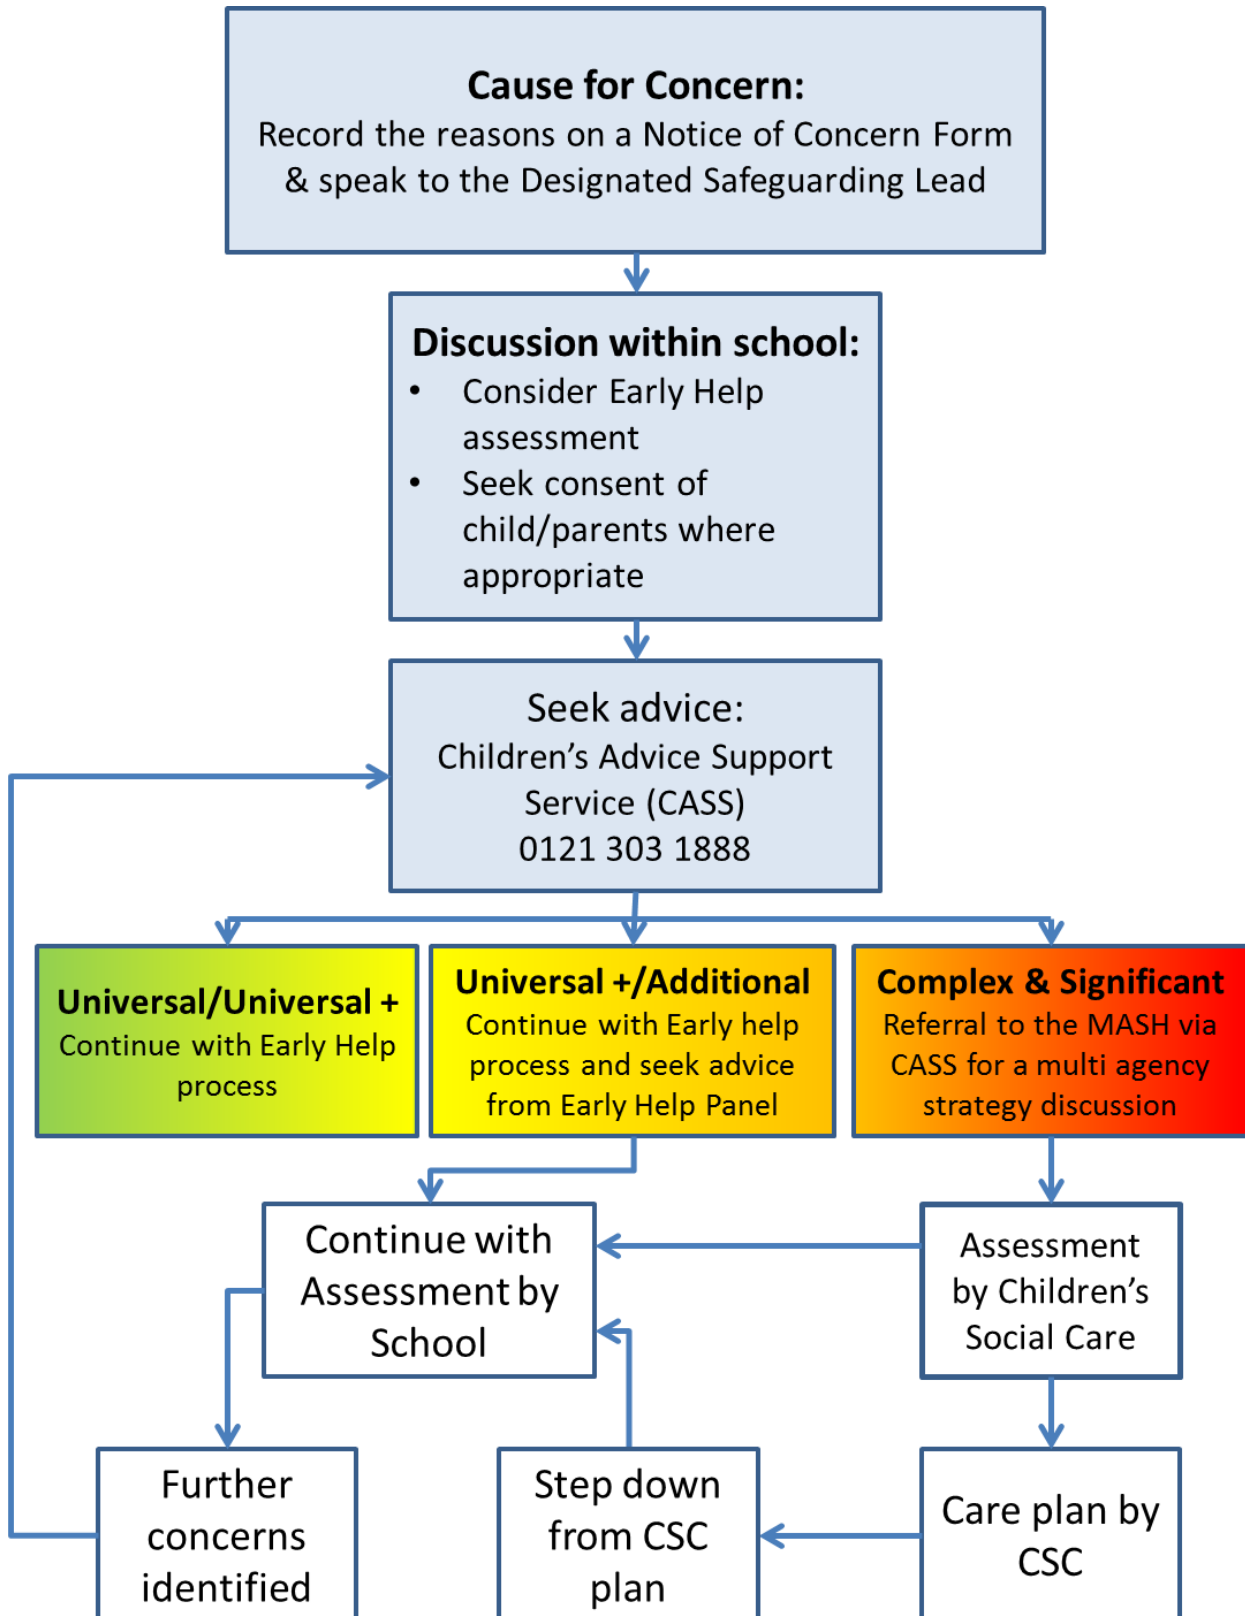 Cause for Concern:
Record the reasons on a Notice of Concern Form
& speak to the Designated Safeguarding Lead
Discussion within school:
• Consider Early Help
assessment
• Seek consent of
child/parents where
appropriate
Seek advice:
Children’s Advice Support
Service (CASS)
0121 303 1888
Universal/Universal +
Continue with Early Help
process
Universal +/Additional
Continue with Early help
process and seek advice
from Early Help Panel
Complex & Significant
Referral to the MASH via
CASS for a multi agency
strategy discussion
Continue with
Assessment by
School
Assessment
by Children’s
Social Care
Further
concerns
identified
Step down
from CSC
plan
Care plan by
CSC